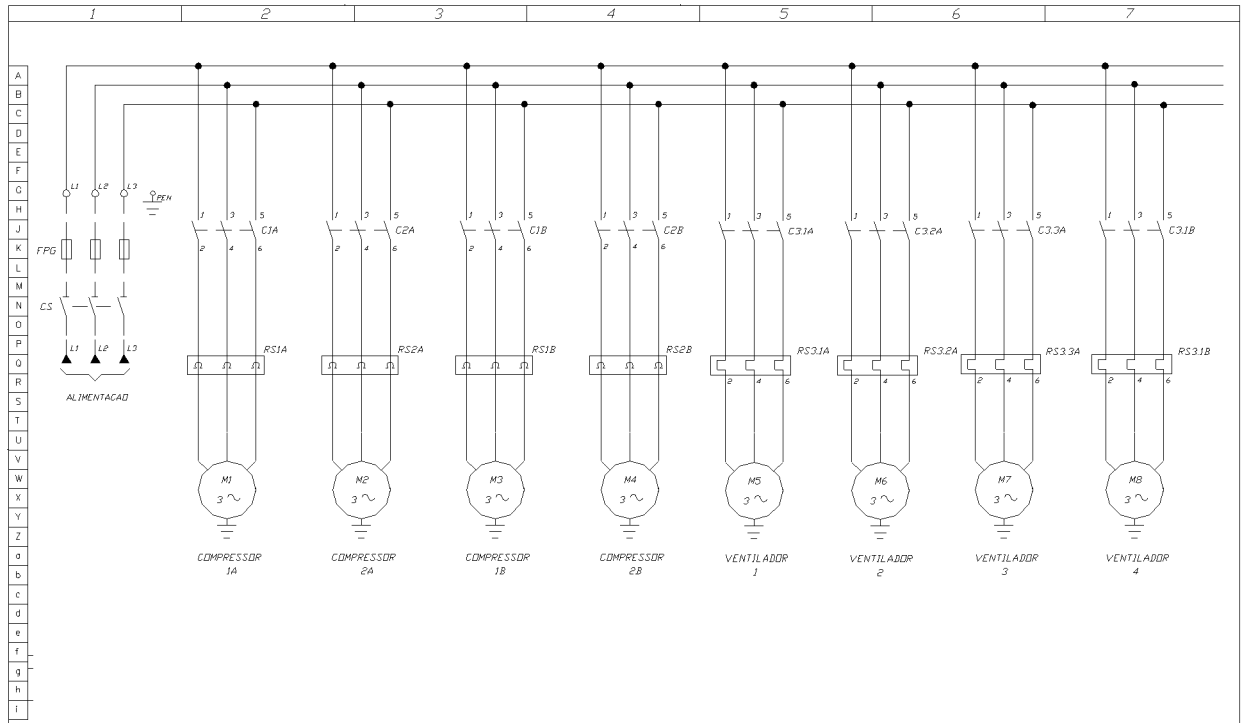 1 2 3 4 5 6 7
A
B
C
D
E
F
G
L1 L2 L3 PEN
H
1 3 5 1 3 5 1 3 5 1 3 5 1 3 5 1 3 5 1 3 5 1 3 5
J
C1A C2A C1B C2B C3.1A C3.2A C3.3A C3.1B
K
FPG
2 4 6 2 4 6 2 4 6 2 4 6
L
M
N
CS
O
P
L1 L2 L3 RS1A RS2A RS1B RS2B RS3.1A RS3.2A RS3.3A RS3.1B
Q
R
2 4 6 2 4 6 2 4 6 2 4 6
S
ALIMENTACAO
T
U
V
W
M1 M2 M3 M4 M5 M6 M7 M8
X
3 3 3 3 3 3 3 3
Y
Z
a
COMPRESSOR COMPRESSOR COMPRESSOR COMPRESSOR VENTILADOR VENTILADOR VENTILADOR VENTILADOR
b
1A 2A 1B 2B 1 2 3 4
c
d
e
f
g
h
i